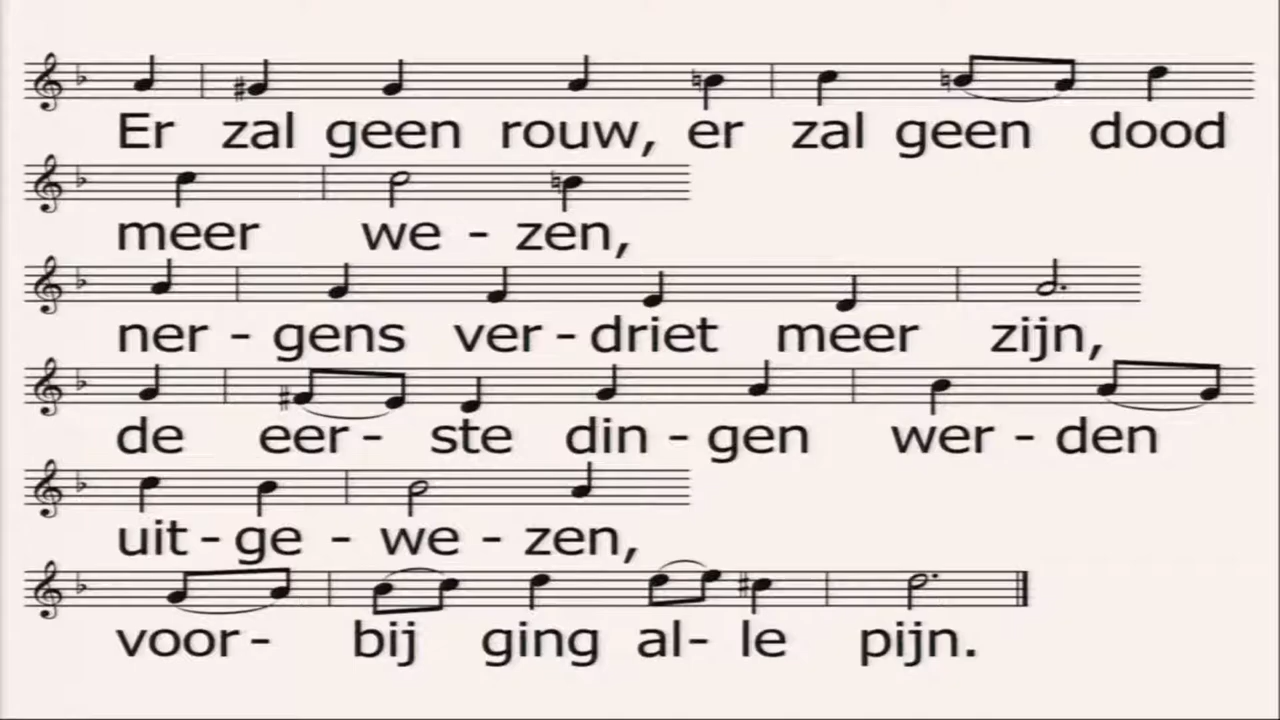 Er zal geen rouw, er zal geen dood
meer we - zen,
ner - gens ver - driet meer zijn,
de eer - ste din - gen wer - den
uit - ge - we - zen,
voor - bij ging al- le pijn.